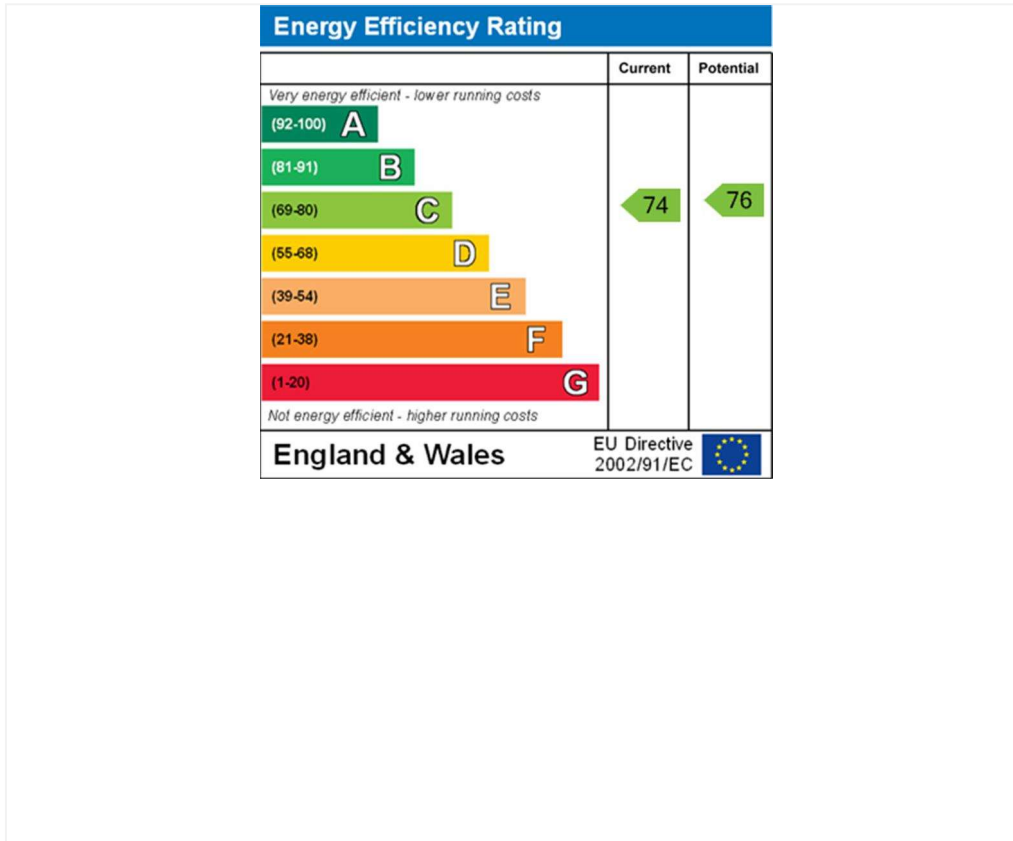 Energy Efficiency Rating
Current Potential
Very energy efficient - lower running costs
(92-100) A
(81-91) B
(69-80) C 74 76
(55-68) D
(39-54) E
(21-38) F
(1-20) G
Not energy efficient - higher running costs
England & Wales
EU Directive
2002/91/EC